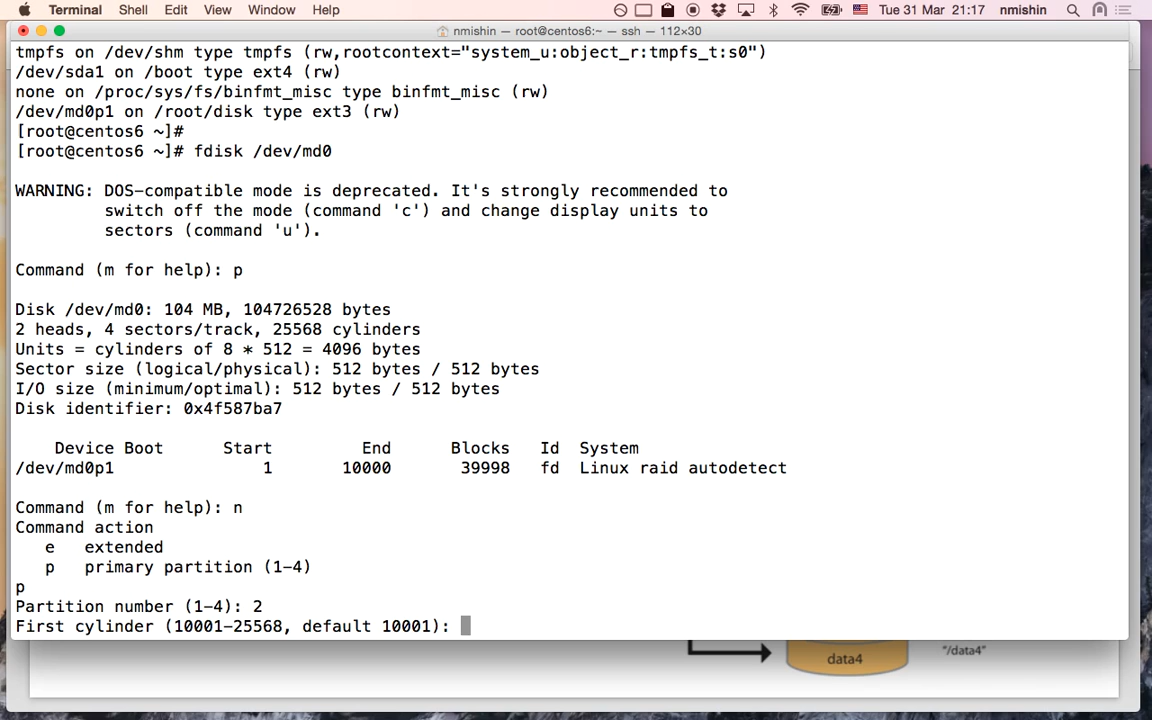 Terminal Shell Edit View Window Help Tue 31 Mar 21:17 nmishin
nmishin — root@centos6:~ — ssh — 112×30
tmpfs on /dev/shm type tmpfs (rw,rootcontext="system_u:object_r:tmpfs_t:s0")
/dev/sda1 on /boot type ext4 (rw)
none on /proc/sys/fs/binfmt_misc type binfmt_misc (rw)
/dev/md0p1 on /root/disk type ext3 (rw)
[root@centos6 ~]#
[root@centos6 ~]# fdisk /dev/md0
WARNING: DOS-compatible mode is deprecated. It's strongly recommended to
switch off the mode (command 'c') and change display units to
sectors (command 'u').
Command (m for help): p
Disk /dev/md0: 104 MB, 104726528 bytes
2 heads, 4 sectors/track, 25568 cylinders
Units = cylinders of 8 * 512 = 4096 bytes
Sector size (logical/physical): 512 bytes / 512 bytes
I/O size (minimum/optimal): 512 bytes / 512 bytes
Disk identifier: 0x4f587ba7
Device Boot Start End Blocks Id System
/dev/md0p1 1 10000 39998 fd Linux raid autodetect
Command (m for help): n
Command action
e extended
p primary partition (1-4)
p
Partition number (1-4): 2
First cylinder (10001-25568, default 10001):
data4 "/data4"